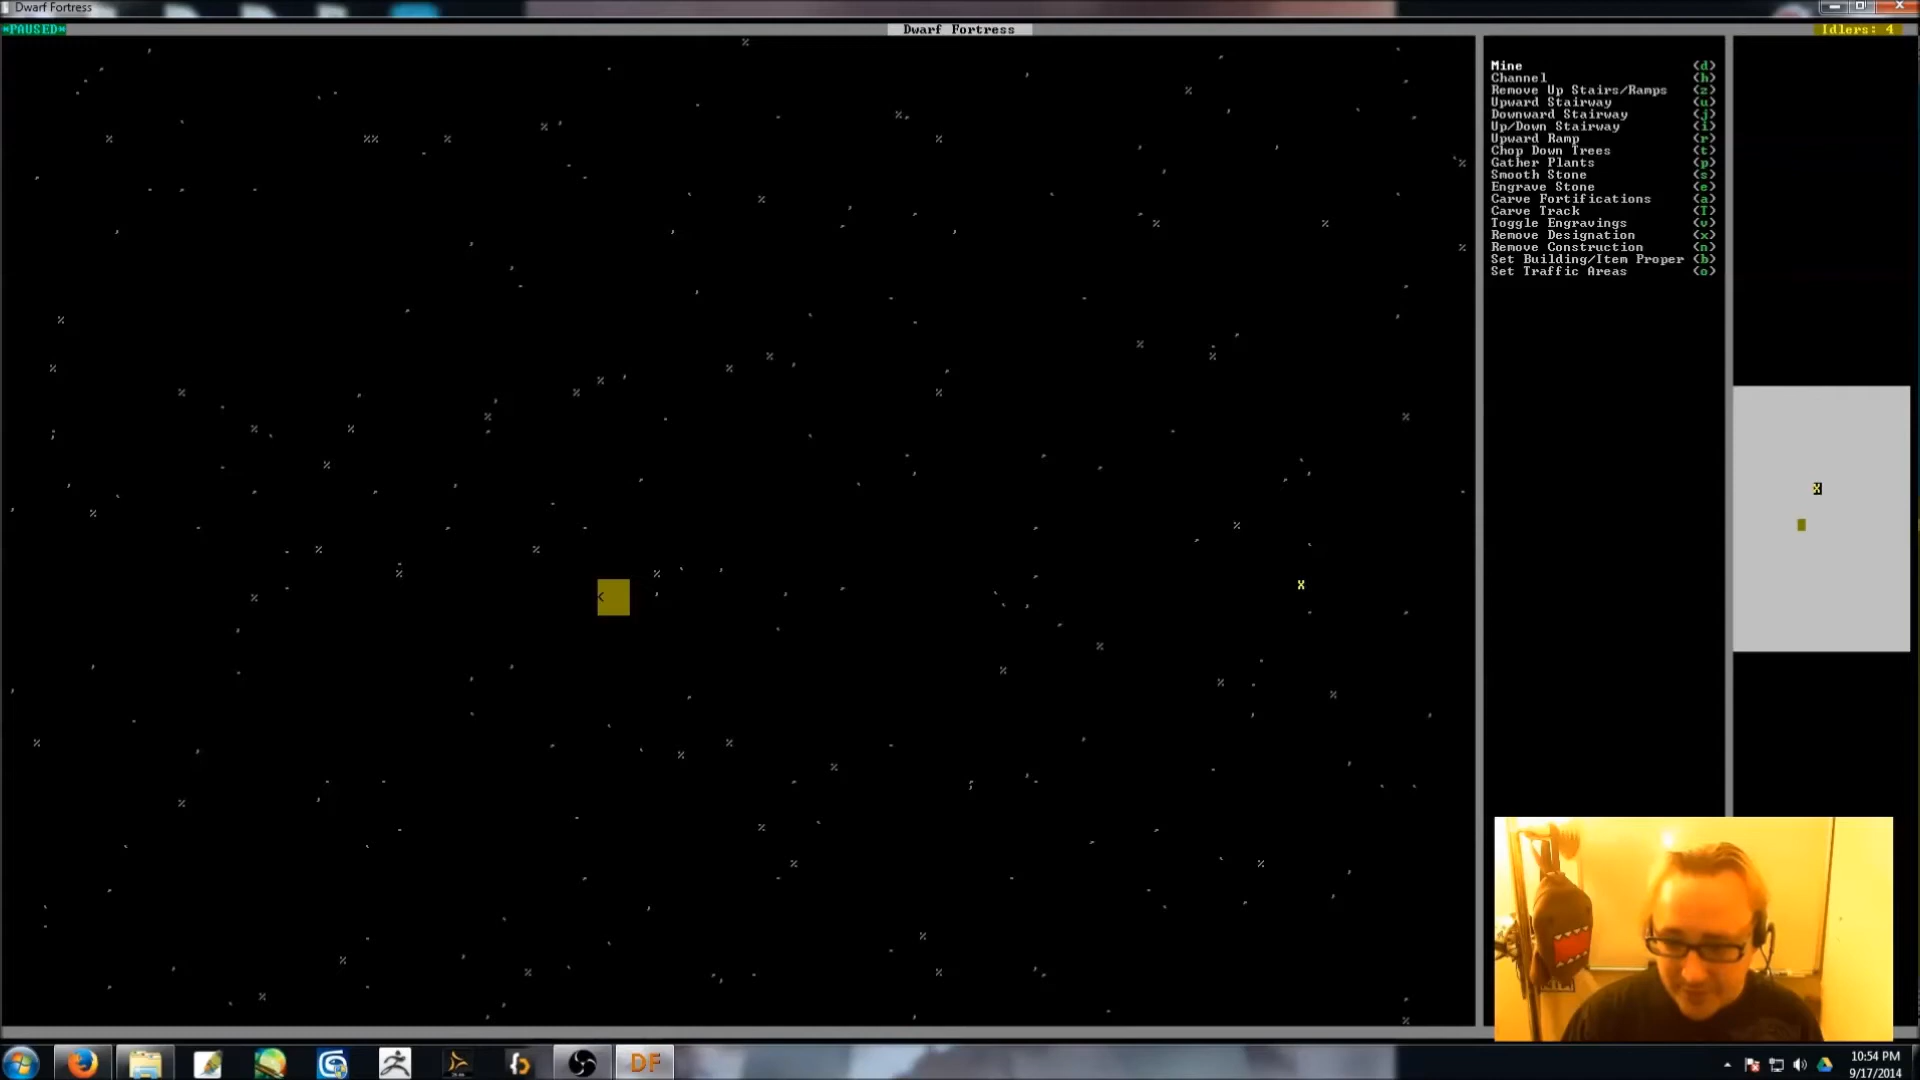 Dwarf Fortress
*PAUSED*
Dwarf Fortress
Idlers: 4
Mine (d)
Channel (h)
Remove Up Stairs/Ramps (z)
Upward Stairway (u)
Downward Stairway (j)
Up/Down Stairway (i)
Upward Ramp (r)
Chop Down Trees (t)
Gather Plants (p)
Smooth Stone (s)
Engrave Stone (e)
Carve Fortifications (a)
Carve Track (T)
Toggle Engravings (v)
Remove Designation (x)
Remove Construction (n)
Set Building/Item Proper (b)
Set Traffic Areas (o)
X
X
<
DF
10:54 PM
9/17/2014